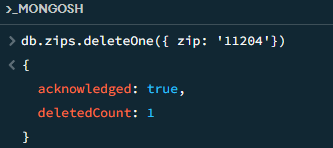 >_MONGOSH
> db.zips.deleteOne({ zip: '11204'})
< {
acknowledged: true,
deletedCount: 1
}